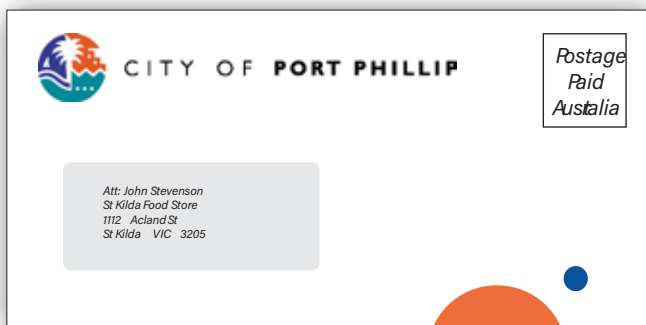 CITY OF PORT PHILLIP
Postage
Paid
Australia
Att: John Stevenson
St Kilda Food Store
1112 Acland St
St Kilda VIC 3205